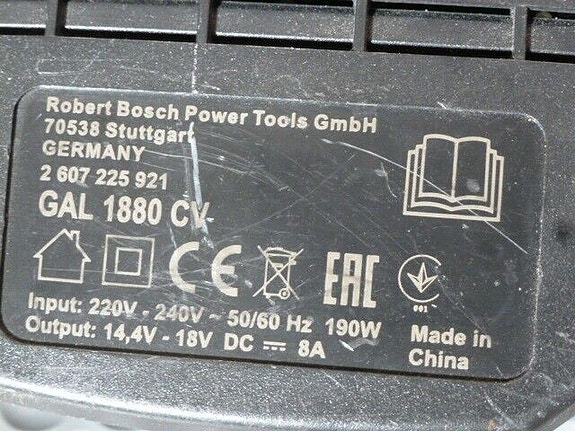 Robert Bosch Power Tools GmbH
70538 Stuttgart
GERMANY
2 607 225 921
GAL 1880 CV
CE EAC
001
Input: 220V - 240V ~ 50/60 Hz 190W
Output: 14,4V - 18V DC ⎓ 8A
Made in
China